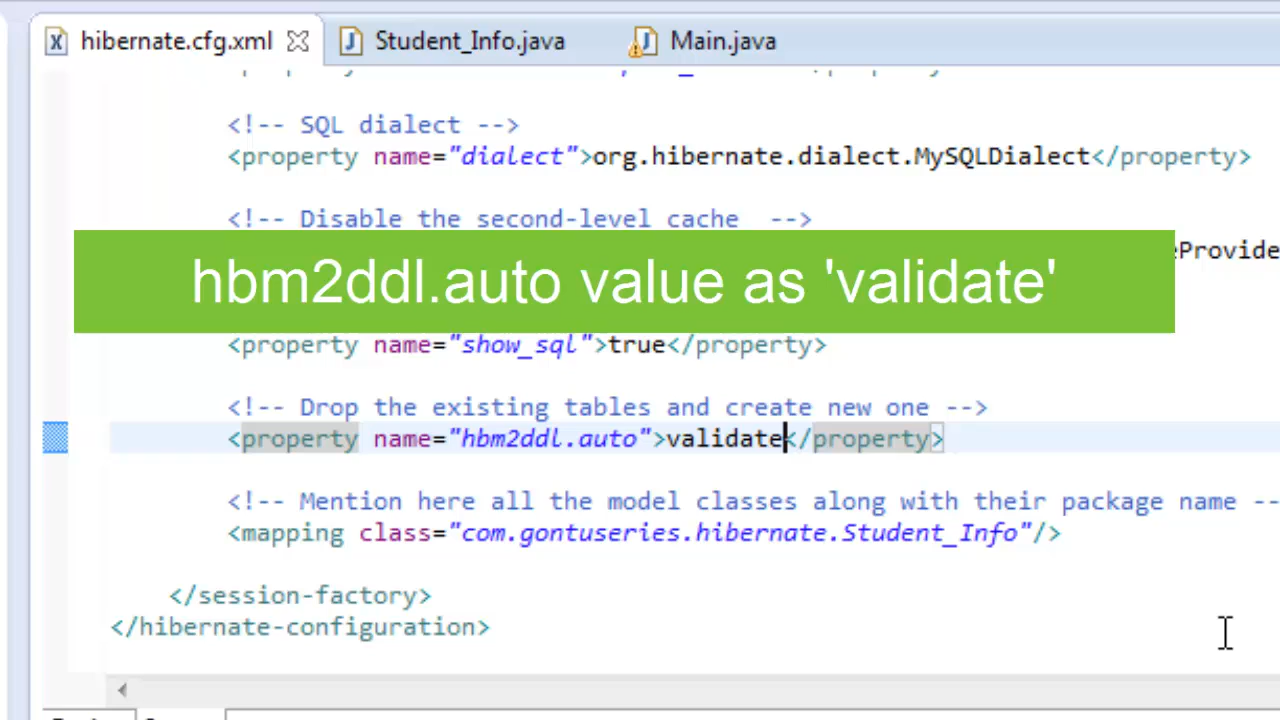 hibernate.cfg.xml Student_Info.java Main.java
<!-- SQL dialect -->
<property name="dialect">org.hibernate.dialect.MySQLDialect</property>
<!-- Disable the second-level cache -->
eProvide
hbm2ddl.auto value as 'validate'
<property name="show_sql">true</property>
<!-- Drop the existing tables and create new one -->
<property name="hbm2ddl.auto">validate</property>
<!-- Mention here all the model classes along with their package name --
<mapping class="com.gontuseries.hibernate.Student_Info"/>
</session-factory>
</hibernate-configuration>